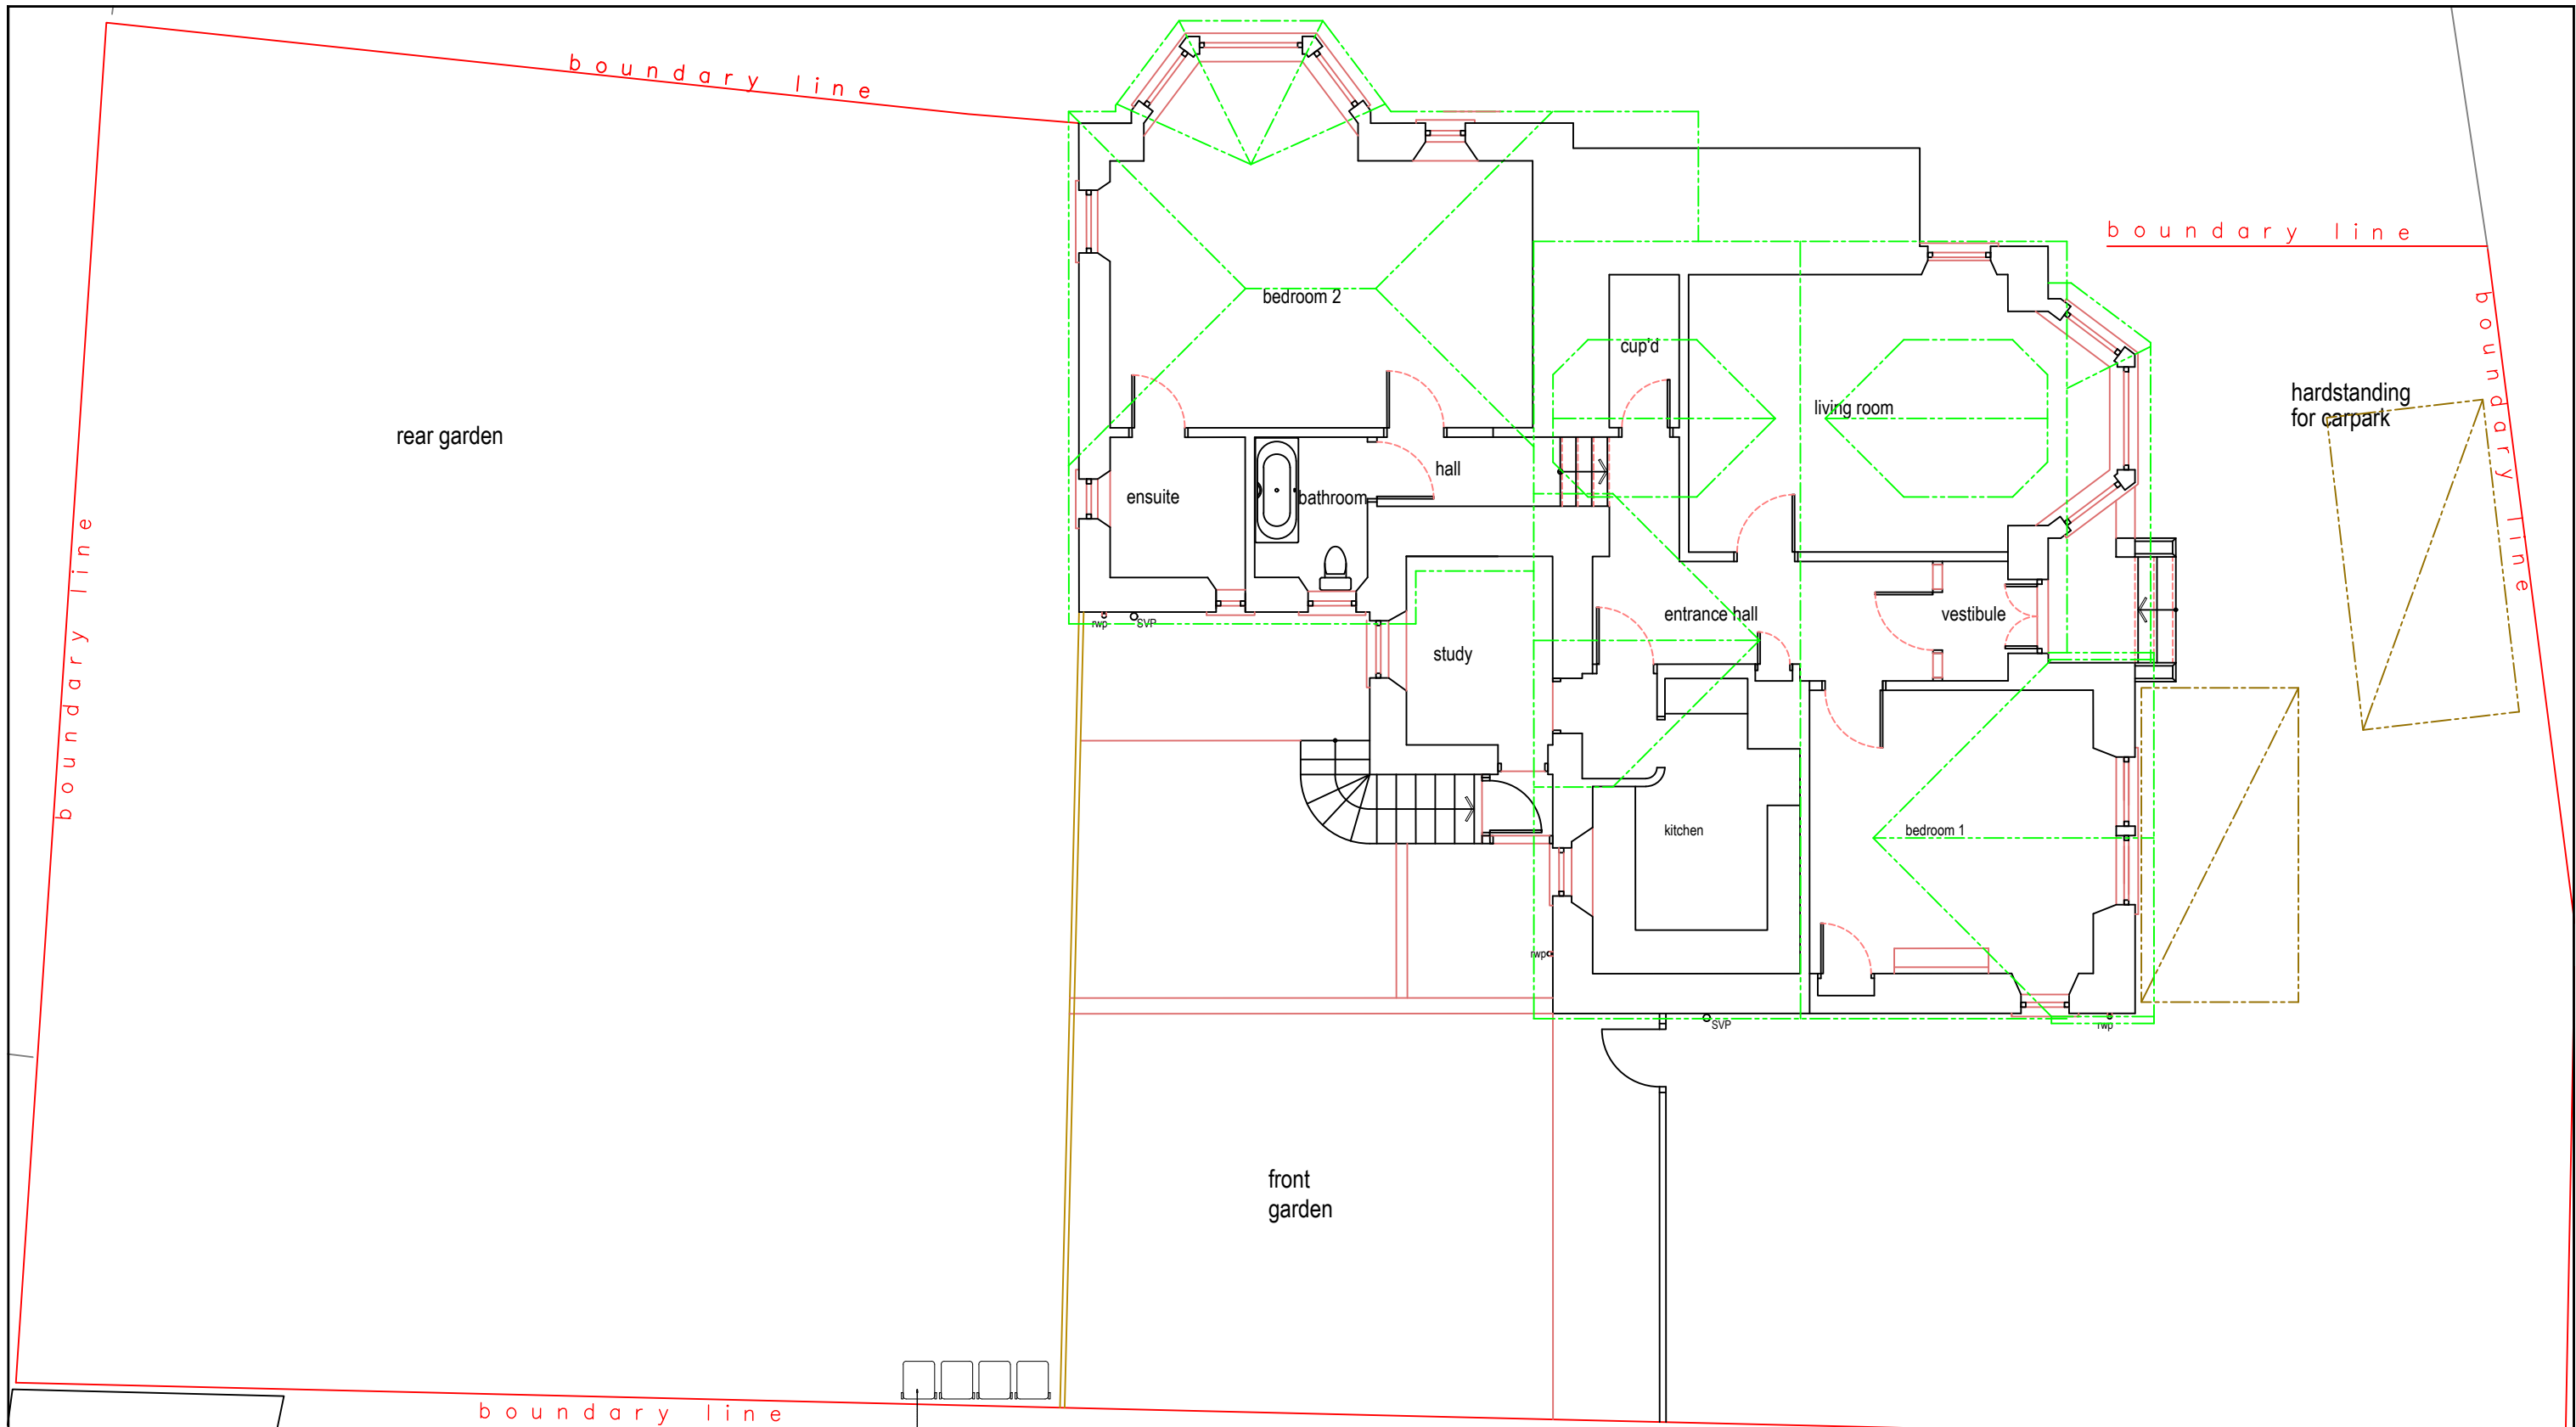 boundary line
boundary line
boundary line
hardstanding
for carpark
bedroom 2
cup'd
living room
rear garden
hall
ensuite
bathroom
boundary line
entrance hall
vestibule
rwp
SVP
study
kitchen
bedroom 1
rwp
SVP
rwp
front
garden
boundary line